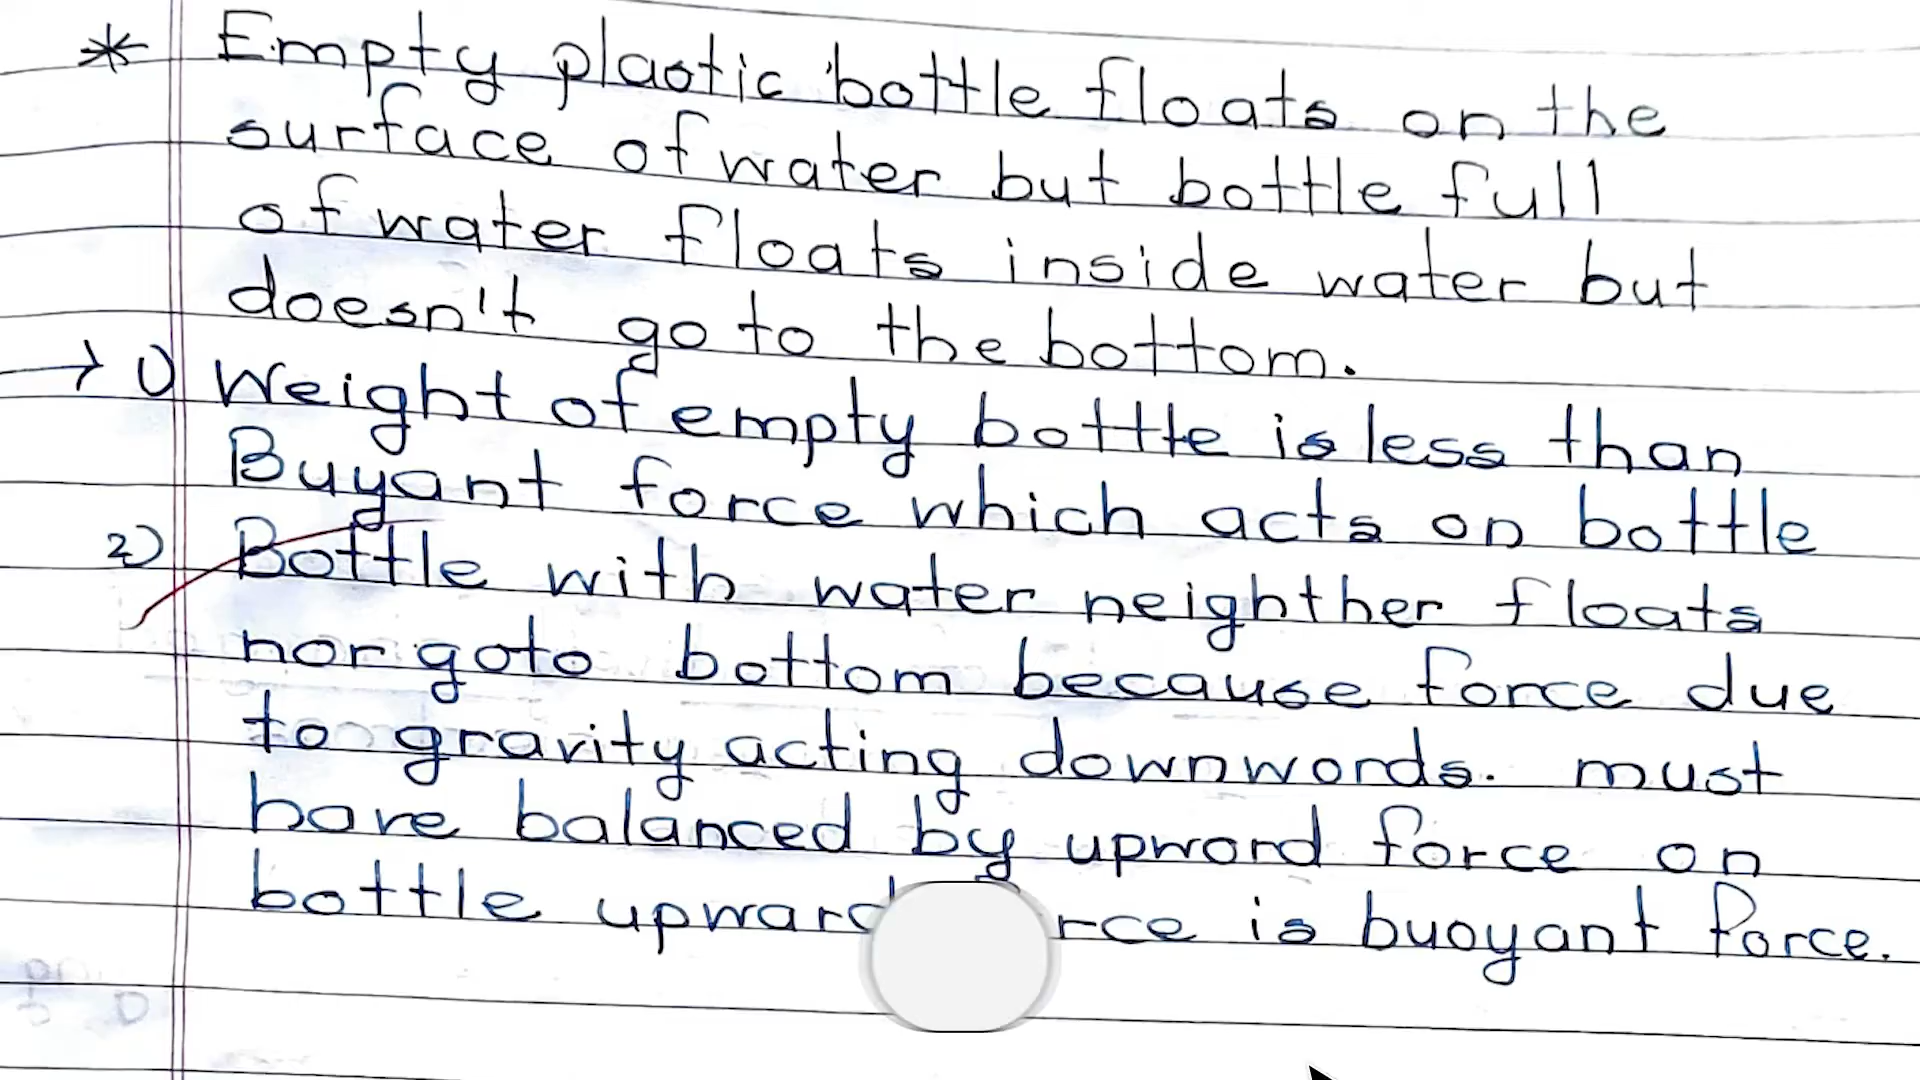 * Empty plastic bottle floats on the
surface of water but bottle full
of water floats inside water but
doesn't go to the bottom.
→ 1) Weight of empty bottle is less than
Buyant force which acts on bottle
2) Bottle with water neighther floats
nor goto bottom because force due
to gravity acting downwords. must
have balanced by upword force on
bottle upward rce is buoyant force.